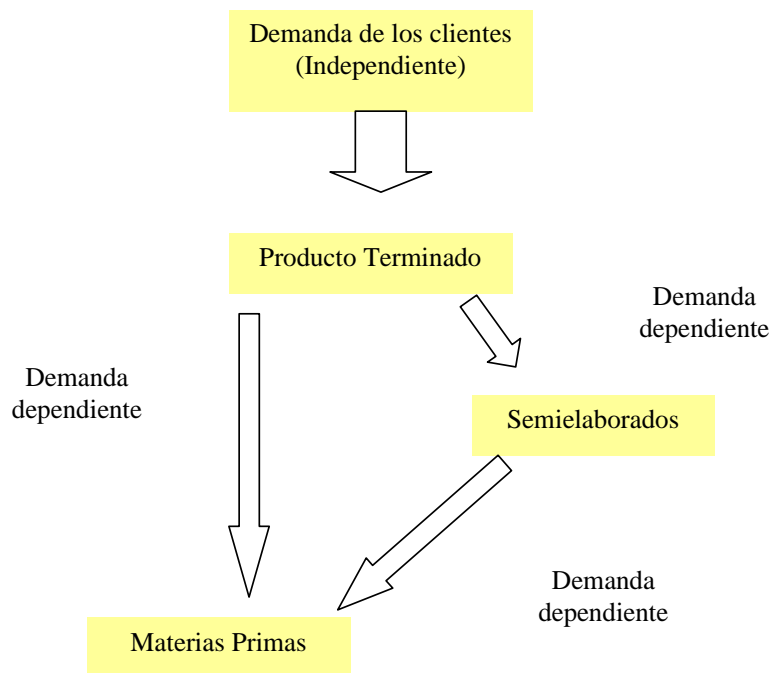 Demanda de los clientes
(Independiente)
Producto Terminado
Demanda
dependiente
Demanda
dependiente
Semielaborados
Demanda
dependiente
Materias Primas